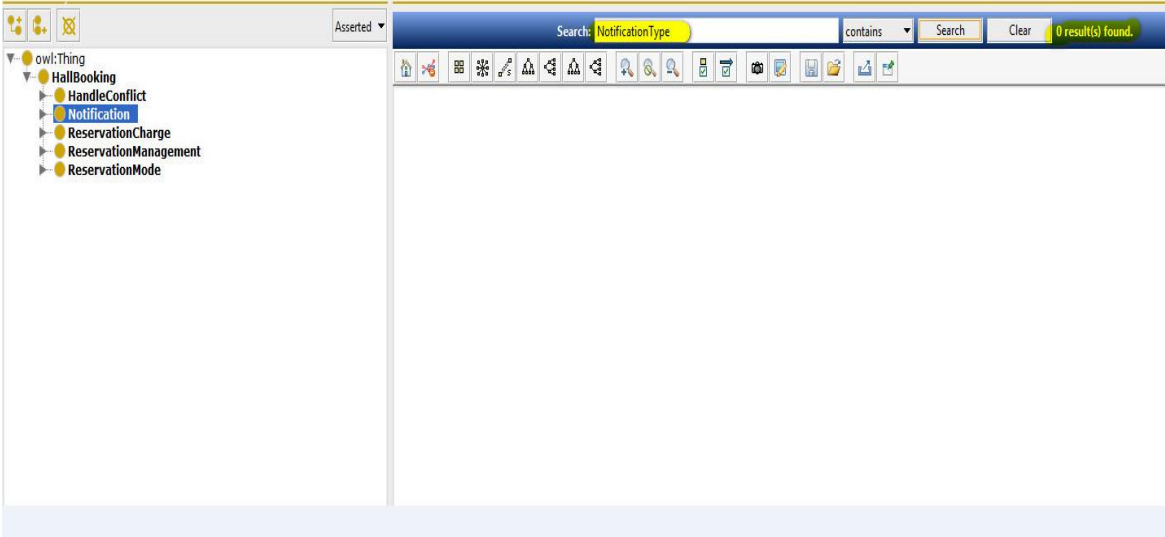 Asserted
Search: NotificationType contains Search Clear 0 result(s) found.
owl:Thing
HallBooking
HandleConflict
Notification
ReservationCharge
ReservationManagement
ReservationMode